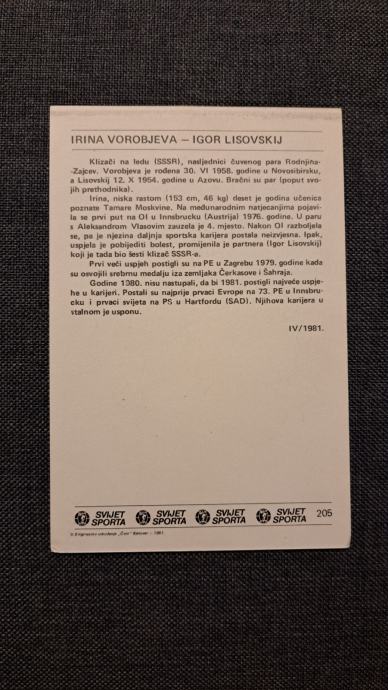 IRINA VOROBJEVA – IGOR LISOVSKIJ
Klizači na ledu (SSSR), nasljednici čuvenog para Rodnjina-
-Zajcev. Vorobjeva je rođena 30. VI 1958. godine u Novosibirsku,
a Lisovskij 12. X 1954. godine u Azovu. Bračni su par (poput svo-
jih prethodnika).
Irina, niska rastom (153 cm, 46 kg) deset je godina učenica
poznate Tamare Moskvine. Na međunarodnim natjecanjima pojavi-
la se prvi put na OI u Innsbrucku (Austrija) 1976. godine. U paru
s Aleksandrom Vlasovim zauzela je 4. mjesto. Nakon OI razboljela
se, pa je njezina daljnja sportska karijera postala neizvjesna. Ipak,
uspjela je pobijediti bolest, promijenila je partnera (Igor Lisovskij)
koji je tada bio šesti klizač SSSR-a.
Prvi veći uspjeh postigli su na PE u Zagrebu 1979. godine kada
su osvojili srebrnu medalju iza zemljaka Čerkasove i Šahraja.
Godine 1980. nisu nastupali, da bi 1981. postigli najveće uspje-
he u karijeri. Postali su najprije prvaci Evrope na 73. PE u Innsbru-
cku i prvaci svijeta na PS u Hartfordu (SAD). Njihova karijera u
stalnom je usponu.
IV/1981.
SVIJET SPORTA SVIJET SPORTA SVIJET SPORTA SVIJET SPORTA 205
1981